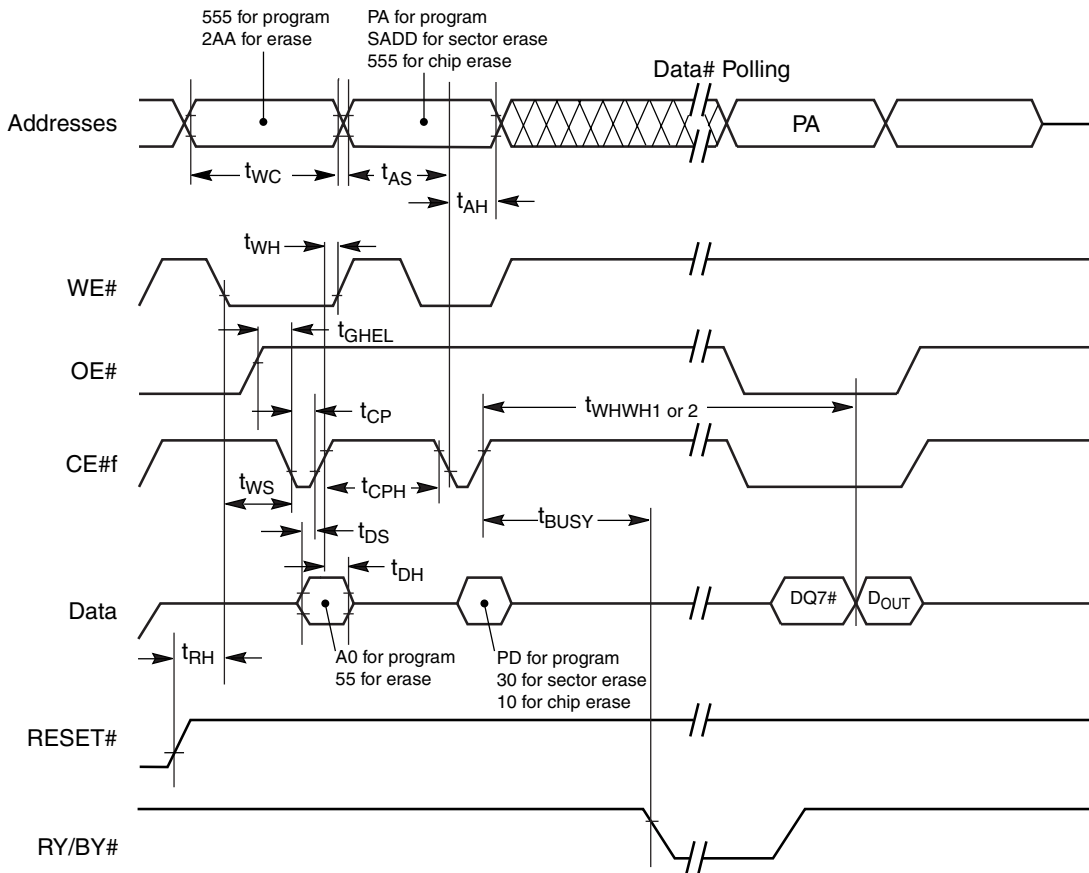 555 for program
2AA for erase
PA for program
SADD for sector erase
555 for chip erase
Data# Polling
Addresses
PA
tWC
tAS
tAH
tWH
WE#
tGHEL
OE#
tWHWH1 or 2
tCP
CE#f
tWS
tCPH
tBUSY
tDS
tDH
Data
DQ7#
DOUT
tRH
A0 for program
55 for erase
PD for program
30 for sector erase
10 for chip erase
RESET#
RY/BY#